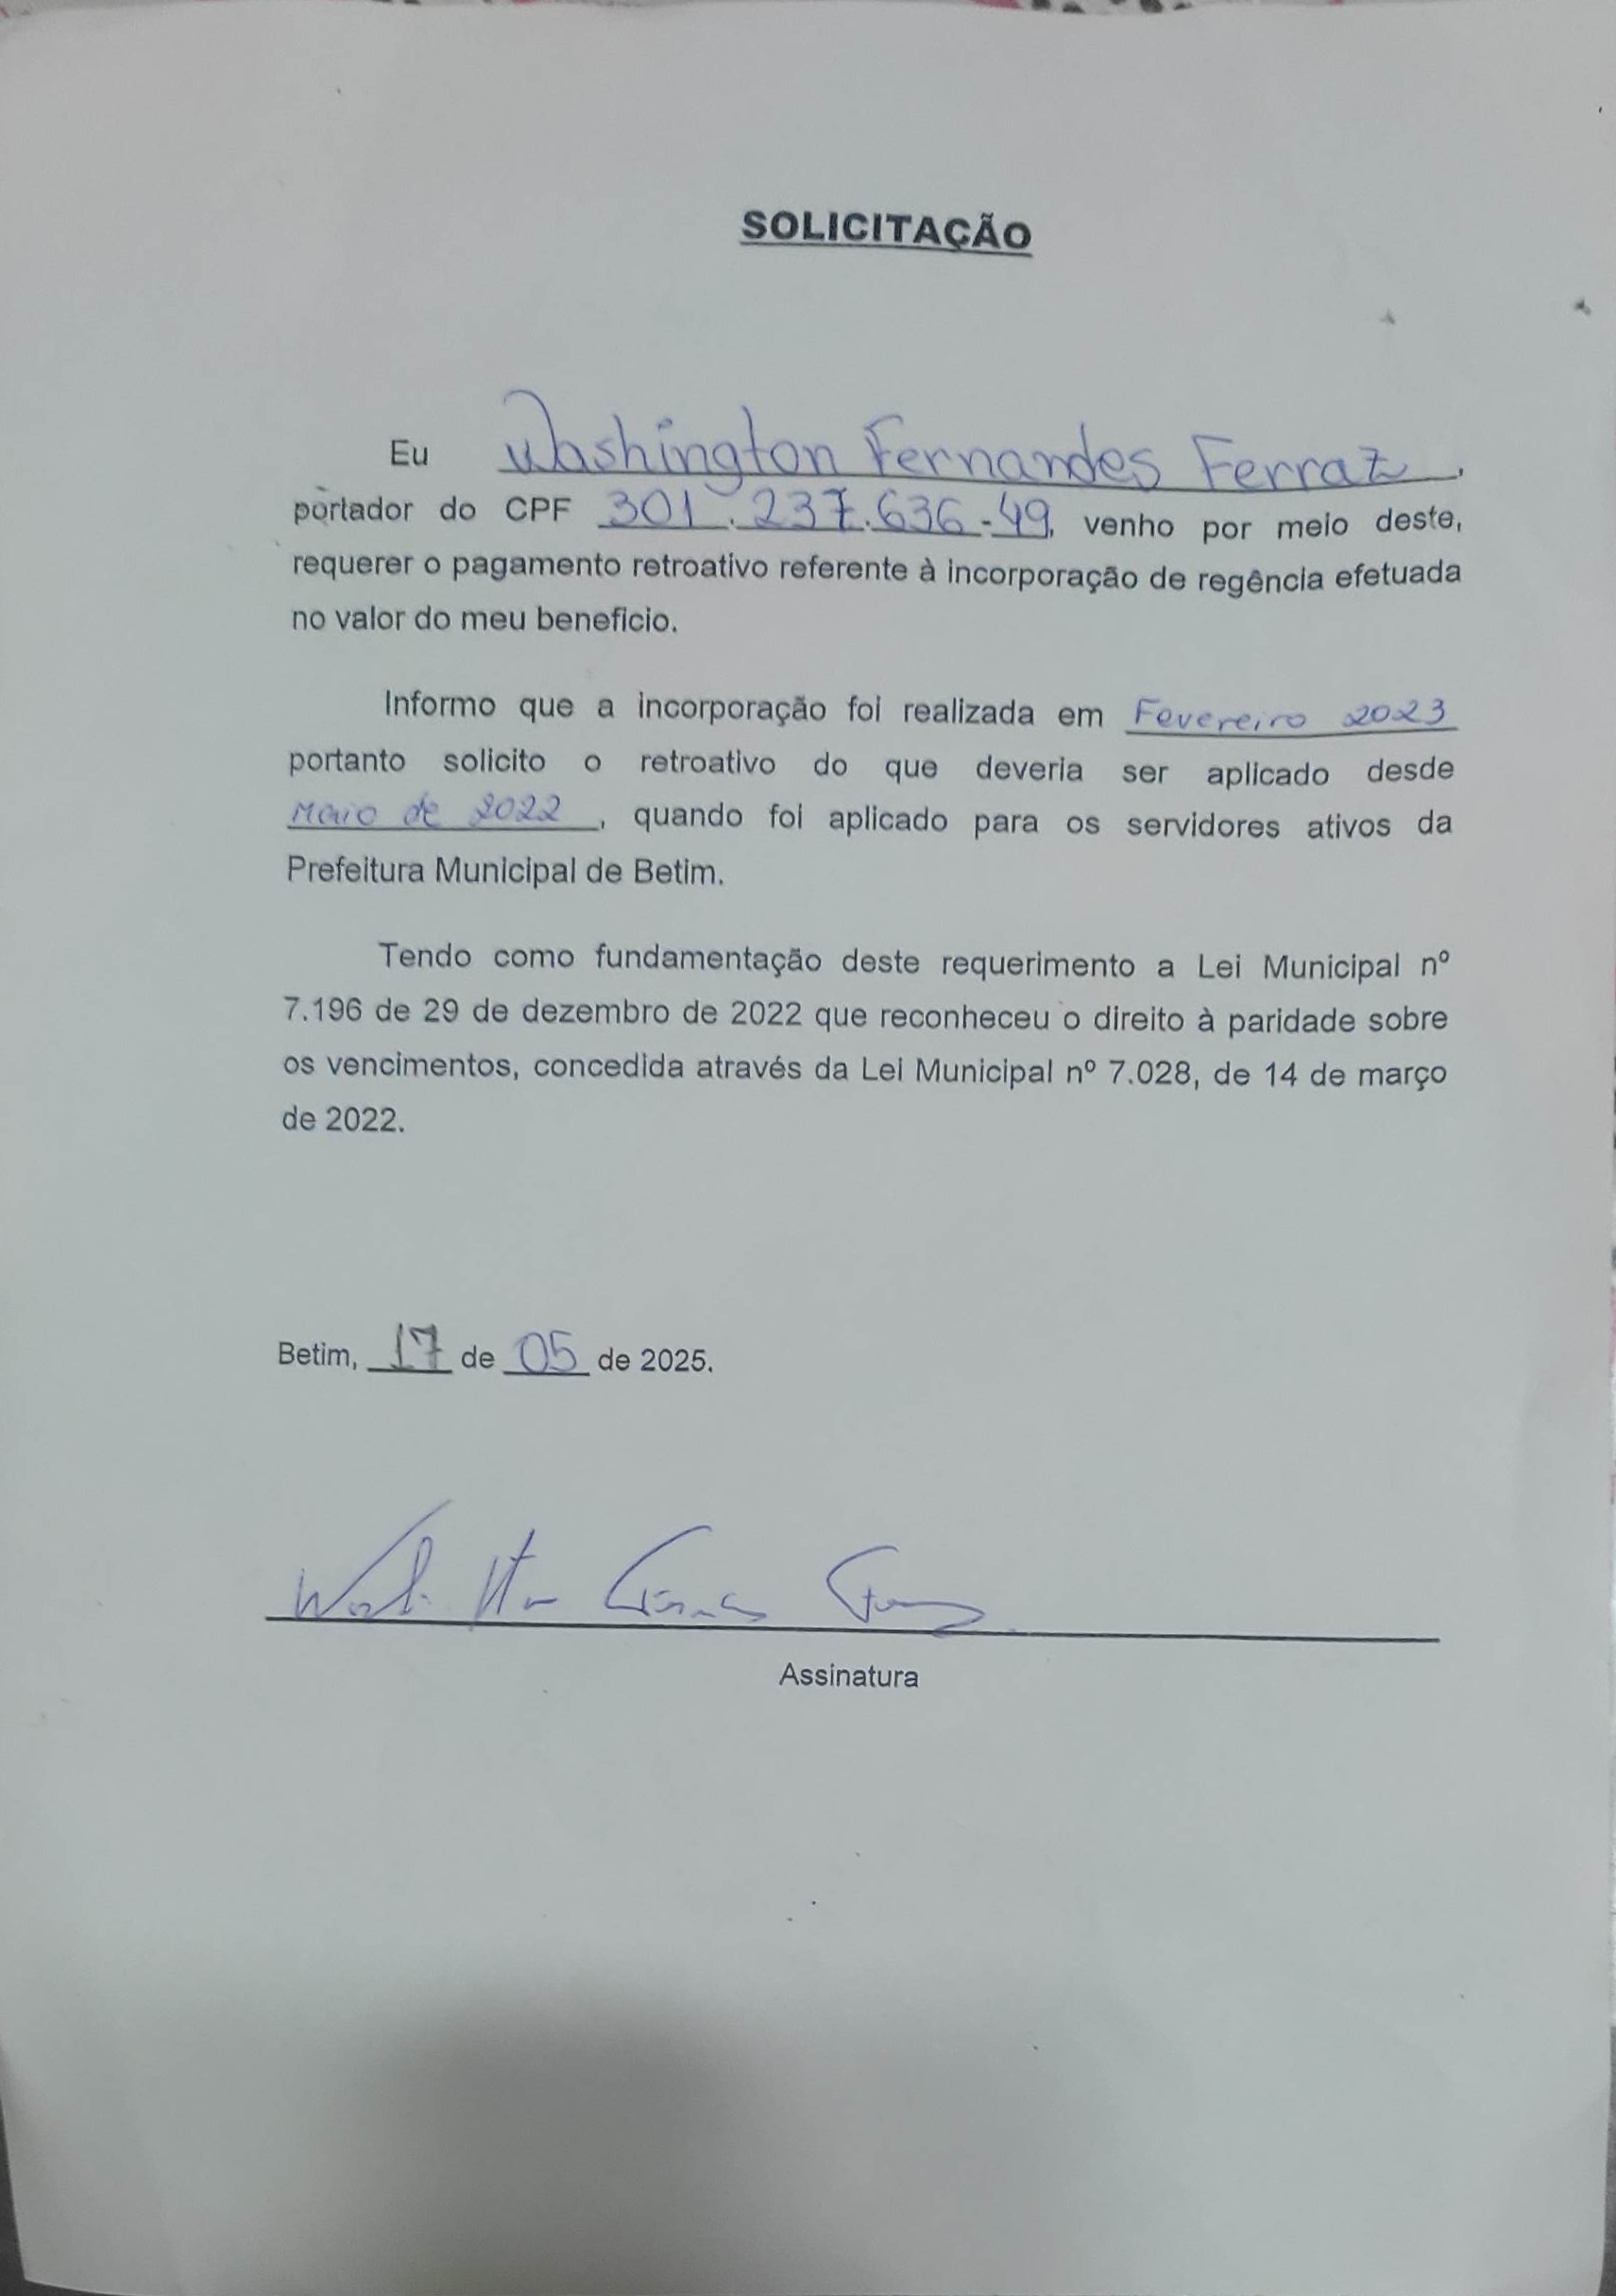 SOLICITAÇÃO
Eu Washington Fernandes Ferraz,
portador do CPF 301.237.636-49, venho por meio deste,
requerer o pagamento retroativo referente à incorporação de regência efetuada
no valor do meu beneficio.
Informo que a incorporação foi realizada em Fevereiro 2023
portanto solicito o retroativo do que deveria ser aplicado desde
Maio de 2022, quando foi aplicado para os servidores ativos da
Prefeitura Municipal de Betim.
Tendo como fundamentação deste requerimento a Lei Municipal nº
7.196 de 29 de dezembro de 2022 que reconheceu o direito à paridade sobre
os vencimentos, concedida através da Lei Municipal nº 7.028, de 14 de março
de 2022.
Betim, 17 de 05 de 2025.
Assinatura